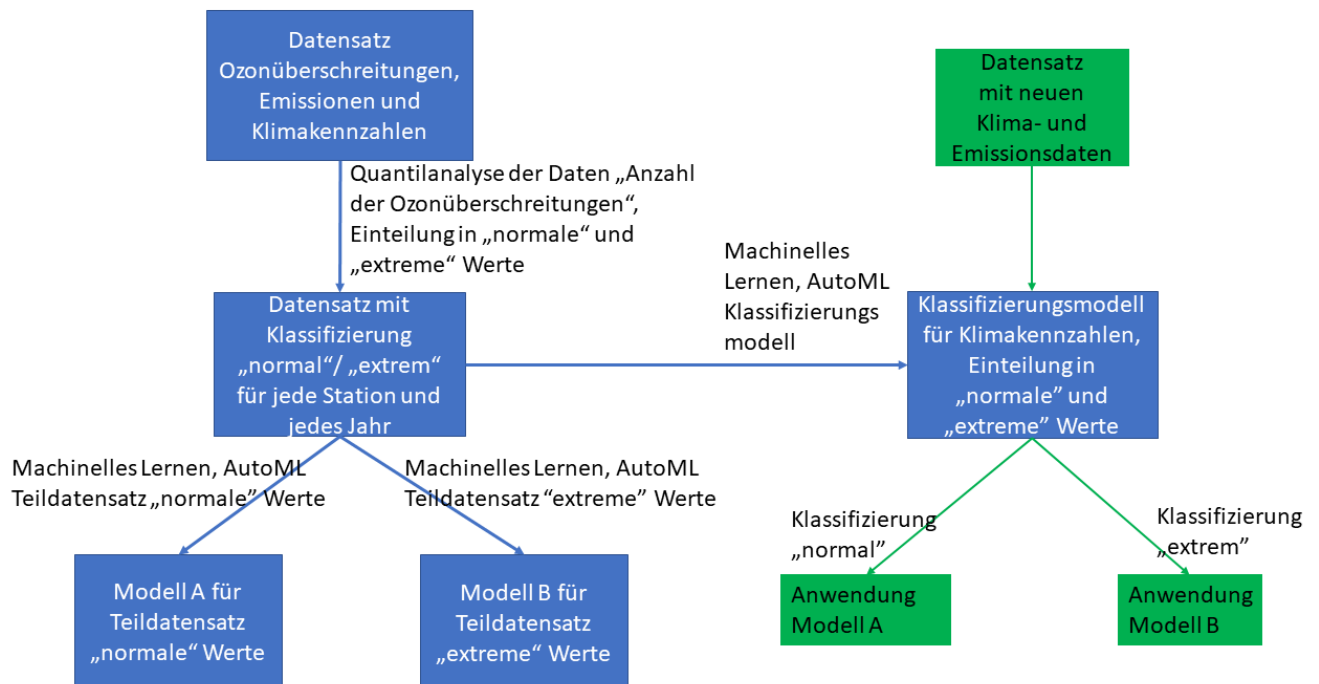 Datensatz
Ozonüberschreitungen,
Emissionen und
Klimakennzahlen
Datensatz
mit neuen
Klima- und
Emissionsdaten
Quantilanalyse der Daten „Anzahl
der Ozonüberschreitungen“,
Einteilung in „normale“ und
„extreme“ Werte
Machinelles
Lernen, AutoML
Klassifizierungs
modell
Datensatz mit
Klassifizierung
„normal“/ „extrem“
für jede Station und
jedes Jahr
Klassifizierungsmodell
für Klimakennzahlen,
Einteilung in
„normale” und
„extreme” Werte
Machinelles Lernen, AutoML
Teildatensatz „normale” Werte
Machinelles Lernen, AutoML
Teildatensatz “extreme” Werte
Klassifizierung
„normal”
Klassifizierung
„extrem”
Modell A für
Teildatensatz
„normale“ Werte
Modell B für
Teildatensatz
„extreme“ Werte
Anwendung
Modell A
Anwendung
Modell B